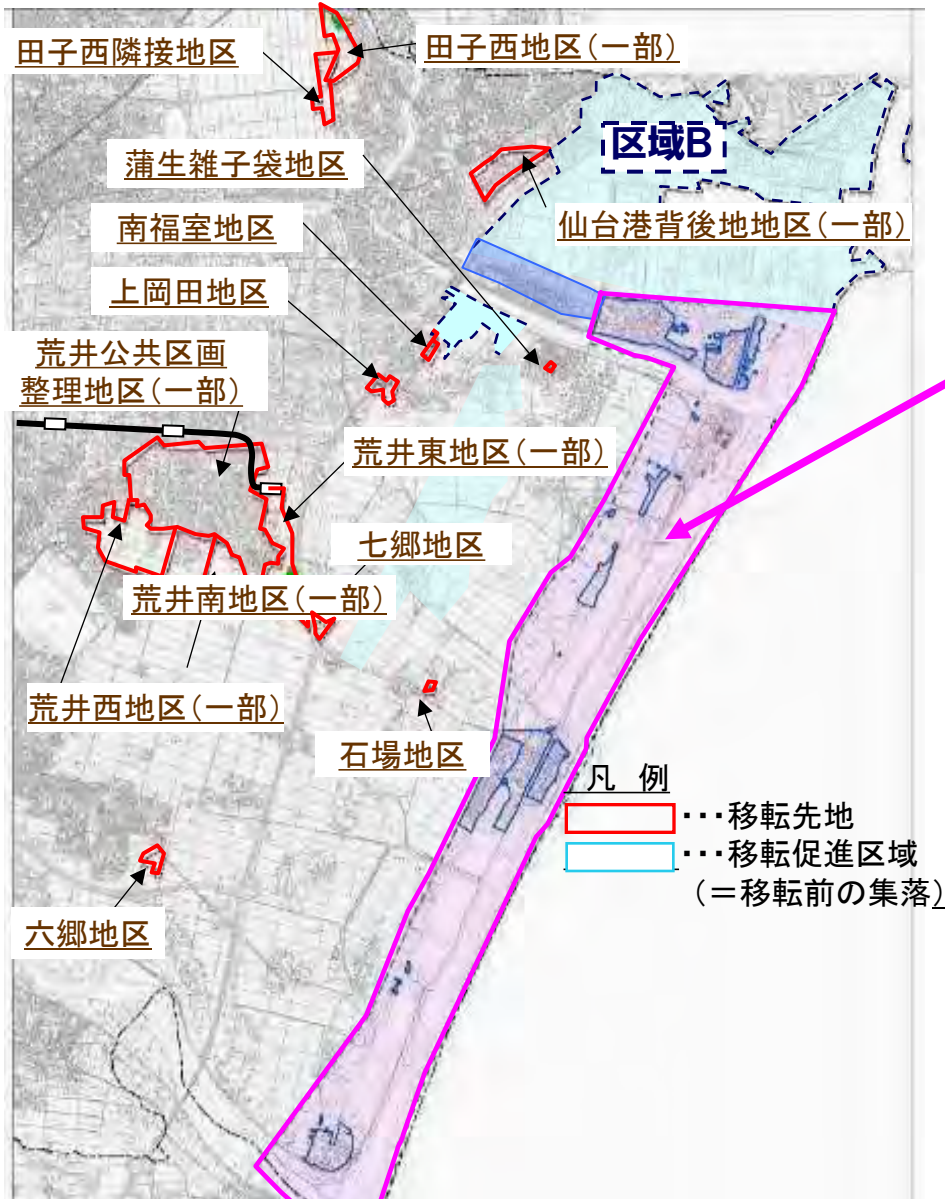 田子西隣接地区
田子西地区(一部)
区域B
蒲生雑子袋地区
仙台港背後地地区(一部)
南福室地区
上岡田地区
荒井公共区画
整理地区(一部)
荒井東地区(一部)
七郷地区
荒井南地区(一部)
荒井西地区(一部)
石場地区
六郷地区
凡 例
・・・移転先地
・・・移転促進区域
(=移転前の集落)